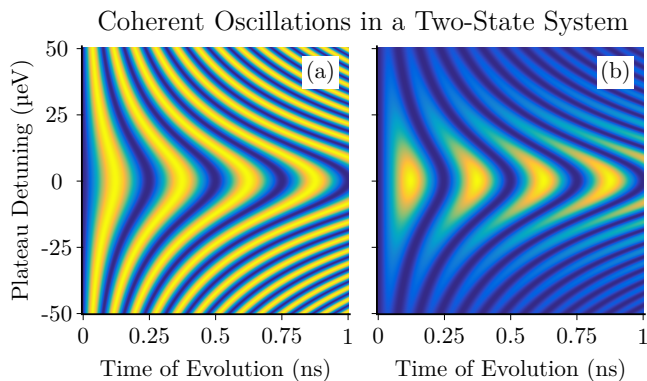 Coherent Oscillations in a Two-State System
(a)
(b)
Plateau Detuning (µeV)
50
25
0
-25
-50
0
0.25
0.5
0.75
1
0
0.25
0.5
0.75
1
Time of Evolution (ns)
Time of Evolution (ns)